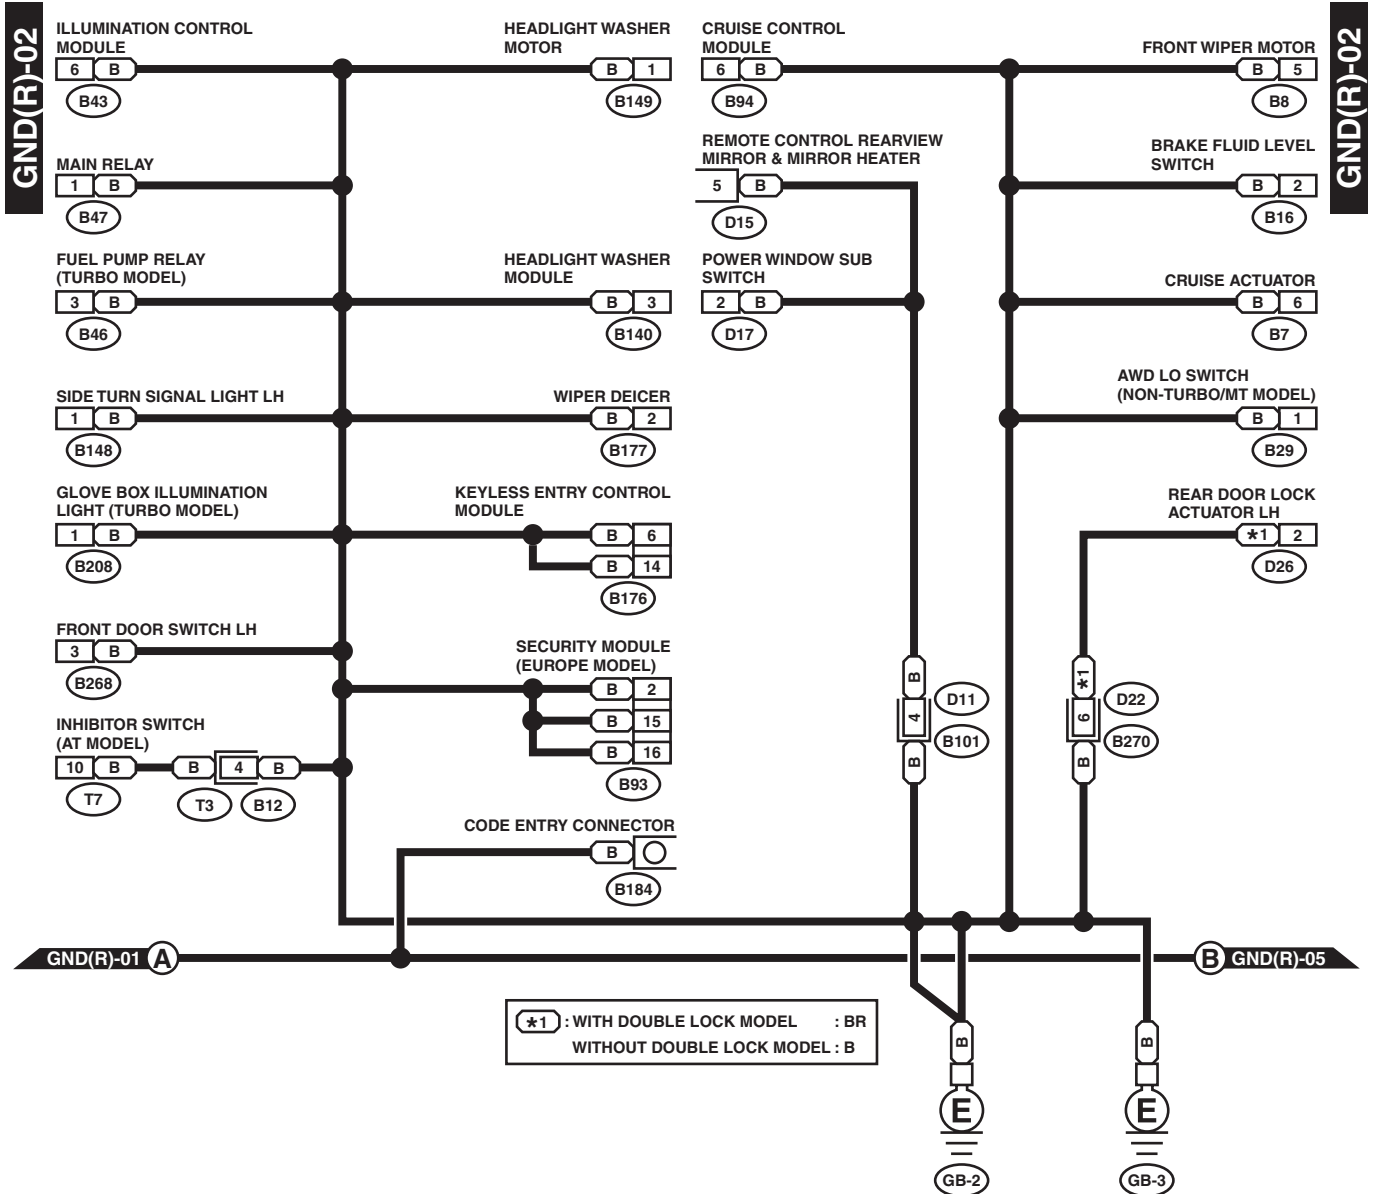 GND(R)-02
GND(R)-02
ILLUMINATION CONTROL
MODULE
6 B
B43
HEADLIGHT WASHER
MOTOR
B 1
B149
CRUISE CONTROL
MODULE
6 B
B94
FRONT WIPER MOTOR
B 5
B8
MAIN RELAY
1 B
B47
REMOTE CONTROL REARVIEW
MIRROR & MIRROR HEATER
5 B
D15
BRAKE FLUID LEVEL
SWITCH
B 2
B16
FUEL PUMP RELAY
(TURBO MODEL)
3 B
B46
HEADLIGHT WASHER
MODULE
B 3
B140
POWER WINDOW SUB
SWITCH
2 B
D17
CRUISE ACTUATOR
B 6
B7
SIDE TURN SIGNAL LIGHT LH
1 B
B148
WIPER DEICER
B 2
B177
AWD LO SWITCH
(NON-TURBO/MT MODEL)
B 1
B29
GLOVE BOX ILLUMINATION
LIGHT (TURBO MODEL)
1 B
B208
KEYLESS ENTRY CONTROL
MODULE
B 6
B 14
B176
REAR DOOR LOCK
ACTUATOR LH
*1 2
D26
FRONT DOOR SWITCH LH
3 B
B268
SECURITY MODULE
(EUROPE MODEL)
B 2
B 15
B 16
B93
B
4
B
D11
B101
*1
6
B
D22
B270
INHIBITOR SWITCH
(AT MODEL)
10 B B 4 B
T7 T3 B12
CODE ENTRY CONNECTOR
B
B184
GND(R)-01 A
B GND(R)-05
*1 : WITH DOUBLE LOCK MODEL : BR
WITHOUT DOUBLE LOCK MODEL : B
B
E
GB-2
B
E
GB-3